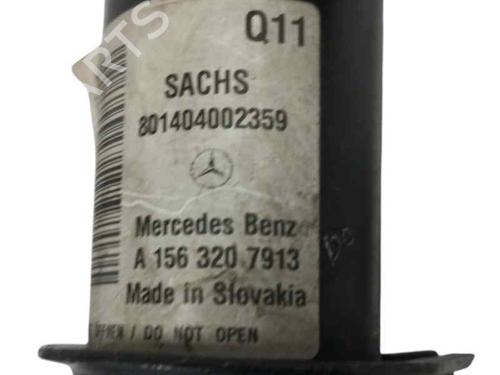 Q11
SACHS
801404002359
Mercedes Benz
A 156 320 7913
Made in Slovakia
/ DO NOT OPEN